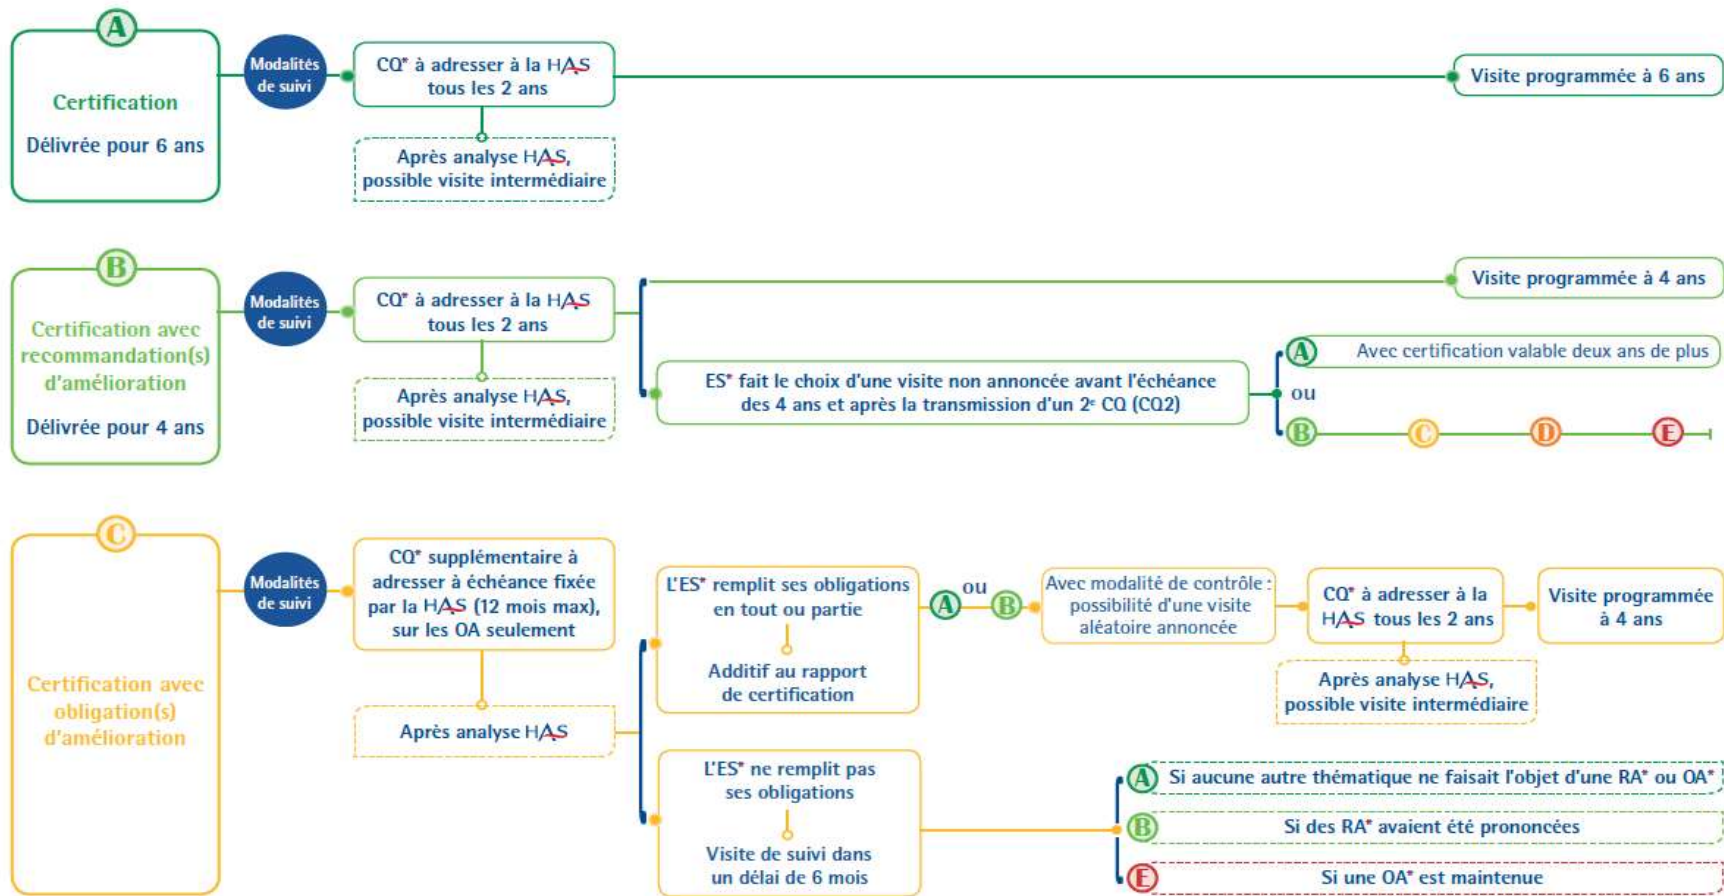 A
Certification
Délivrée pour 6 ans
Modalités
de suivi
CQ* à adresser à la HAS
tous les 2 ans
Après analyse HAS,
possible visite intermédiaire
Visite programmée à 6 ans
B
Certification avec
recommandation(s)
d'amélioration
Délivrée pour 4 ans
Modalités
de suivi
CQ* à adresser à la HAS
tous les 2 ans
Après analyse HAS,
possible visite intermédiaire
Visite programmée à 4 ans
ES* fait le choix d'une visite non annoncée avant l'échéance
des 4 ans et après la transmission d'un 2e CQ (CQ2)
A Avec certification valable deux ans de plus
ou
B C D E
C
Certification avec
obligation(s)
d'amélioration
Modalités
de suivi
CQ* supplémentaire à
adresser à échéance fixée
par la HAS (12 mois max),
sur les OA seulement
Après analyse HAS
L'ES* remplit ses obligations
en tout ou partie
Additif au rapport
de certification
A ou B
Avec modalité de contrôle :
possibilité d'une visite
aléatoire annoncée
CQ* à adresser à la
HAS tous les 2 ans
Après analyse HAS,
possible visite intermédiaire
Visite programmée
à 4 ans
L'ES* ne remplit pas
ses obligations
Visite de suivi dans
un délai de 6 mois
A Si aucune autre thématique ne faisait l'objet d'une RA* ou OA*
B Si des RA* avaient été prononcées
E Si une OA* est maintenue